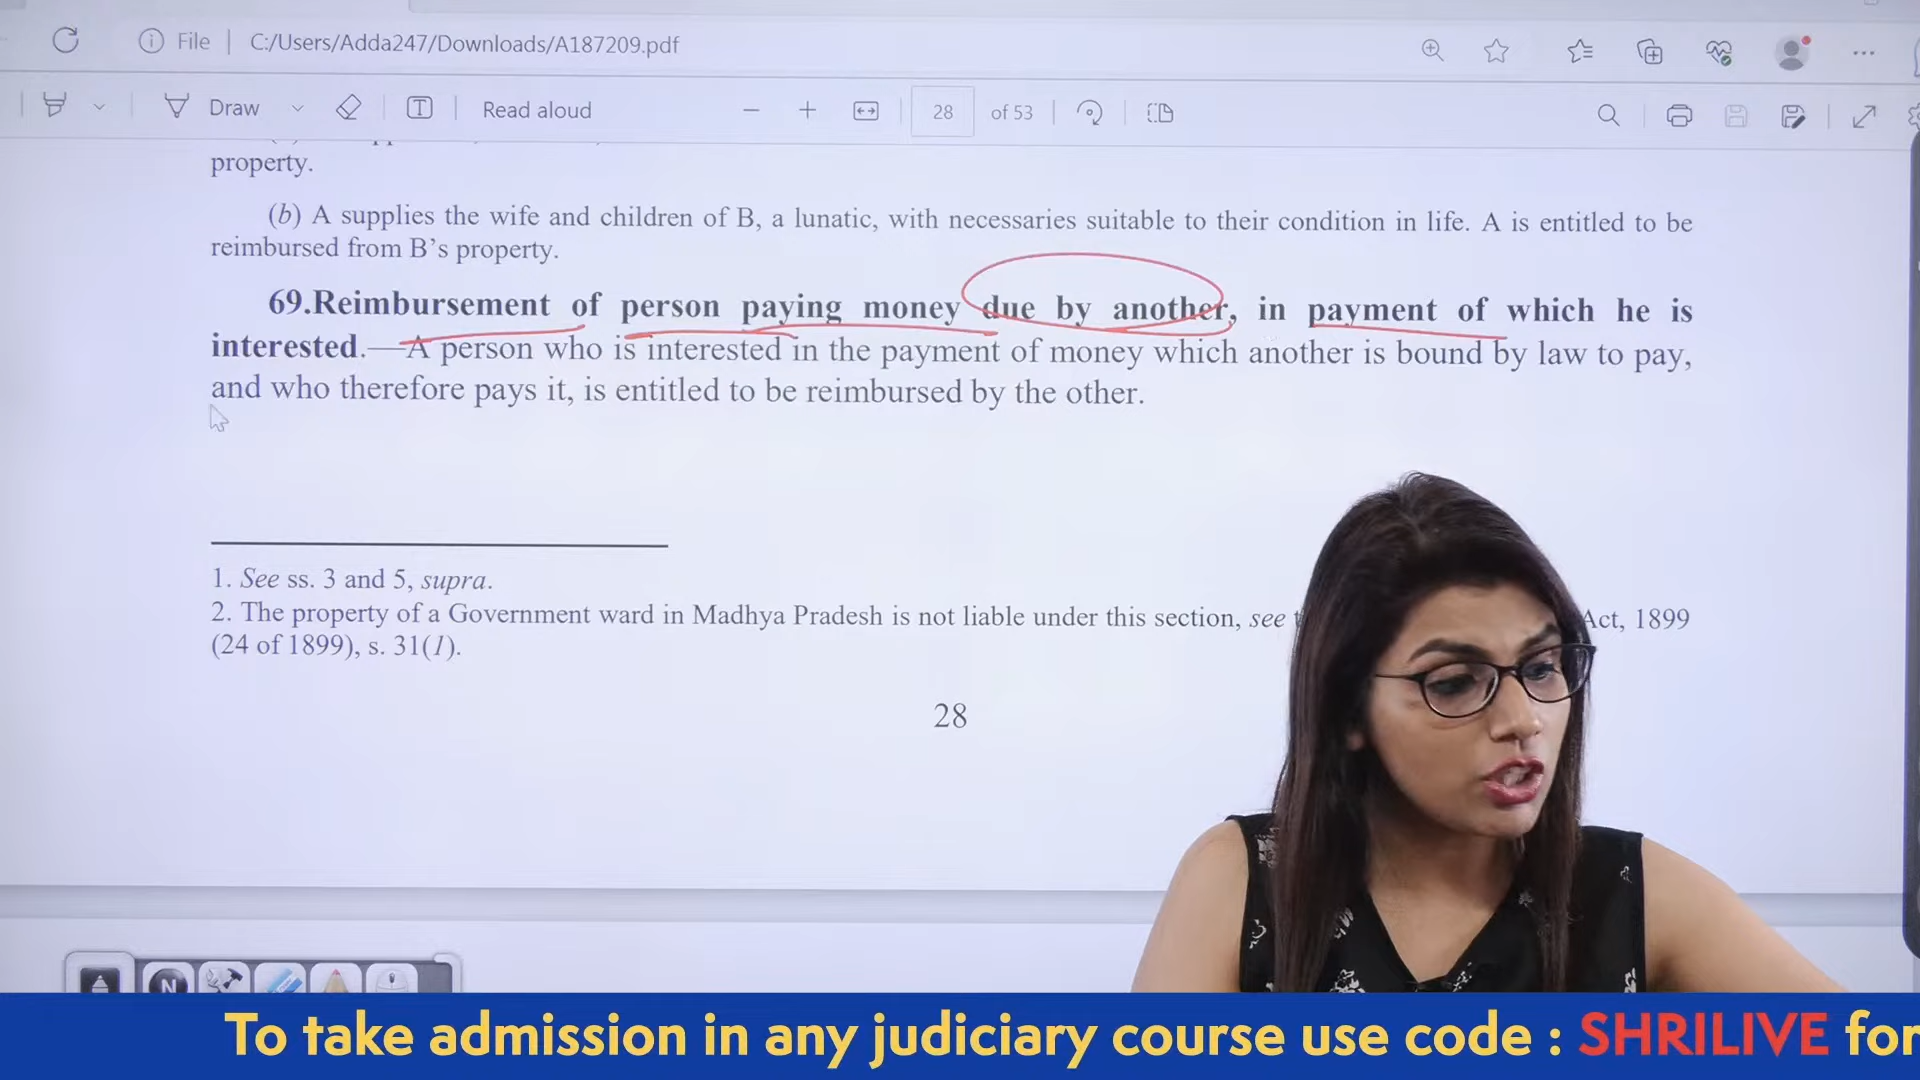 File | C:/Users/Adda247/Downloads/A187209.pdf
Draw Read aloud 28 of 53
property.
(b) A supplies the wife and children of B, a lunatic, with necessaries suitable to their condition in life. A is entitled to be
reimbursed from B’s property.
69.Reimbursement of person paying money due by another, in payment of which he is
interested.—A person who is interested in the payment of money which another is bound by law to pay,
and who therefore pays it, is entitled to be reimbursed by the other.
1. See ss. 3 and 5, supra.
2. The property of a Government ward in Madhya Pradesh is not liable under this section, see Act, 1899
(24 of 1899), s. 31(1).
28
N
To take admission in any judiciary course use code : SHRILIVE for